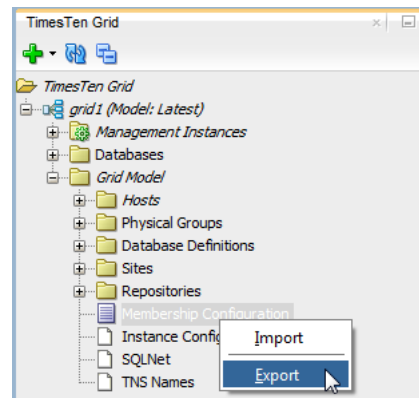 TimesTen Grid
TimesTen Grid
grid1 (Model: Latest)
Management Instances
Databases
Grid Model
Hosts
Physical Groups
Database Definitions
Sites
Repositories
Membership Configuration
Instance Config
Import
SQLNet
Export
TNS Names